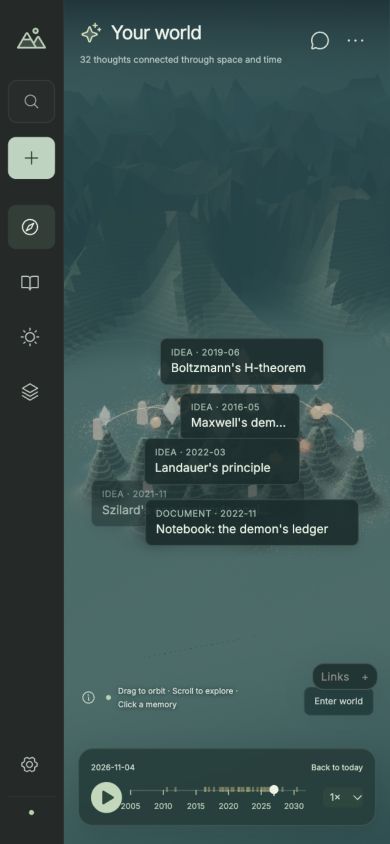 Your world
32 thoughts connected through space and time
IDEA · 2019-06
Boltzmann's H-theorem
IDEA · 2016-05
Maxwell's dem...
IDEA · 2022-03
Landauer's principle
IDEA · 2021-11
Szilard'
DOCUMENT · 2022-11
Notebook: the demon's ledger
Links +
Drag to orbit · Scroll to explore ·
Click a memory
Enter world
2026-11-04
Back to today
2005 2010 2015 2020 2025 2030
1×